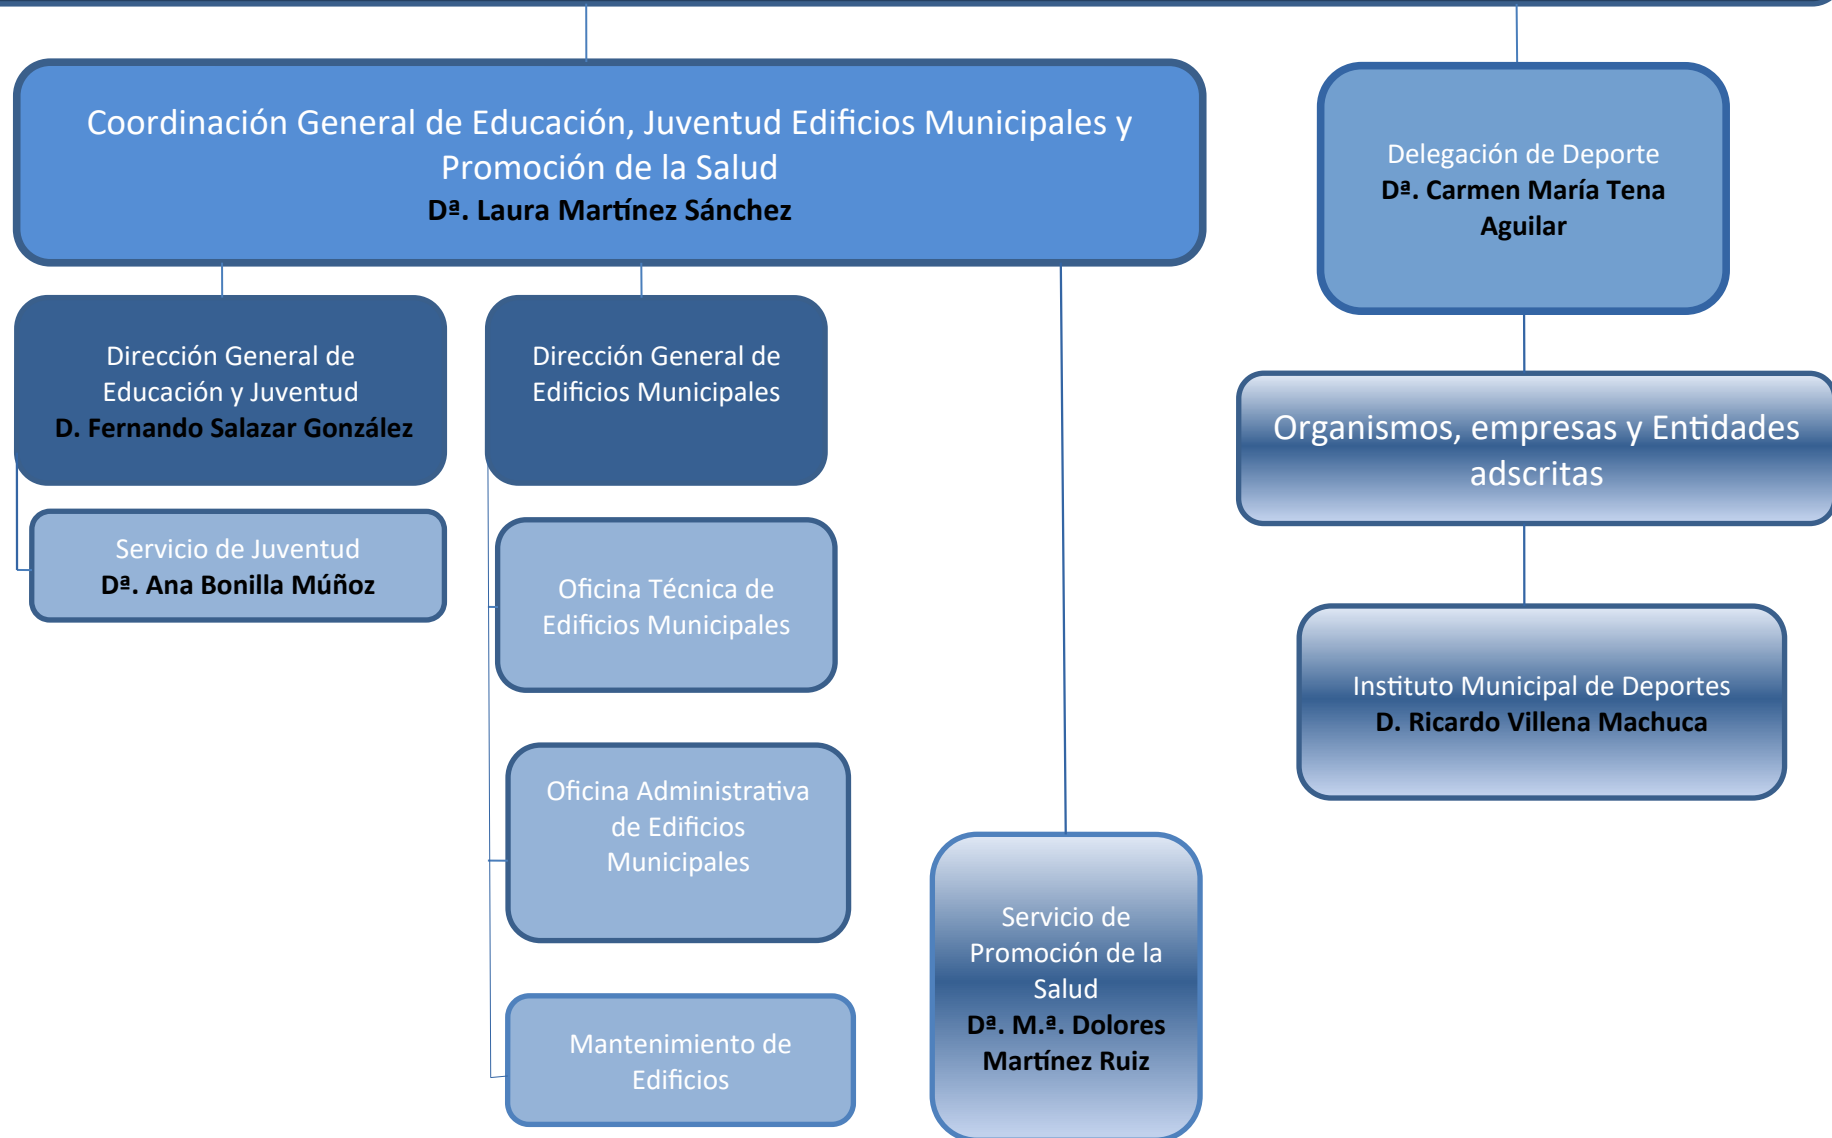 Coordinación General de Educación, Juventud Edificios Municipales y
Promoción de la Salud
Dª. Laura Martínez Sánchez
Delegación de Deporte
Dª. Carmen María Tena
Aguilar
Dirección General de
Educación y Juventud
D. Fernando Salazar González
Dirección General de
Edificios Municipales
Organismos, empresas y Entidades
adscritas
Servicio de Juventud
Dª. Ana Bonilla Múñoz
Oficina Técnica de
Edificios Municipales
Instituto Municipal de Deportes
D. Ricardo Villena Machuca
Oficina Administrativa
de Edificios
Municipales
Servicio de
Promoción de la
Salud
Dª. M.ª. Dolores
Martínez Ruiz
Mantenimiento de
Edificios